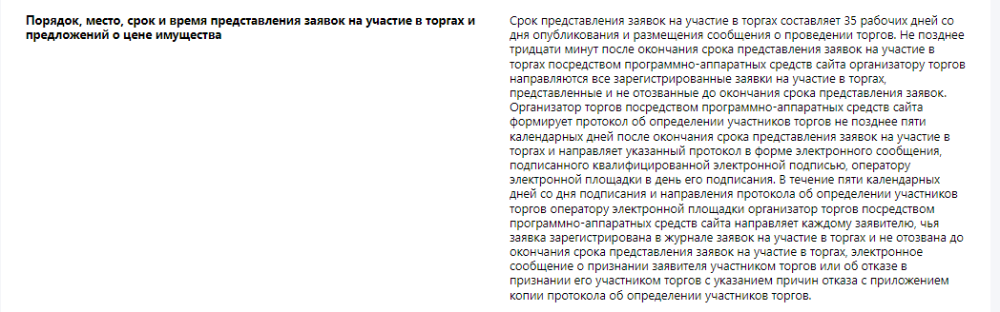 Порядок, место, срок и время представления заявок на участие в торгах и
предложений о цене имущества
Срок представления заявок на участие в торгах составляет 35 рабочих дней со
дня опубликования и размещения сообщения о проведении торгов. Не позднее
тридцати минут после окончания срока представления заявок на участие в
торгах посредством программно-аппаратных средств сайта организатору торгов
направляются все зарегистрированные заявки на участие в торгах,
представленные и не отозванные до окончания срока представления заявок.
Организатор торгов посредством программно-аппаратных средств сайта
формирует протокол об определении участников торгов не позднее пяти
календарных дней после окончания срока представления заявок на участие в
торгах и направляет указанный протокол в форме электронного сообщения,
подписанного квалифицированной электронной подписью, оператору
электронной площадки в день его подписания. В течение пяти календарных
дней со дня подписания и направления протокола об определении участников
торгов оператору электронной площадки организатор торгов посредством
программно-аппаратных средств сайта направляет каждому заявителю, чья
заявка зарегистрирована в журнале заявок на участие в торгах и не отозвана до
окончания срока представления заявок на участие в торгах, электронное
сообщение о признании заявителя участником торгов или об отказе в
признании его участником торгов с указанием причин отказа с приложением
копии протокола об определении участников торгов.